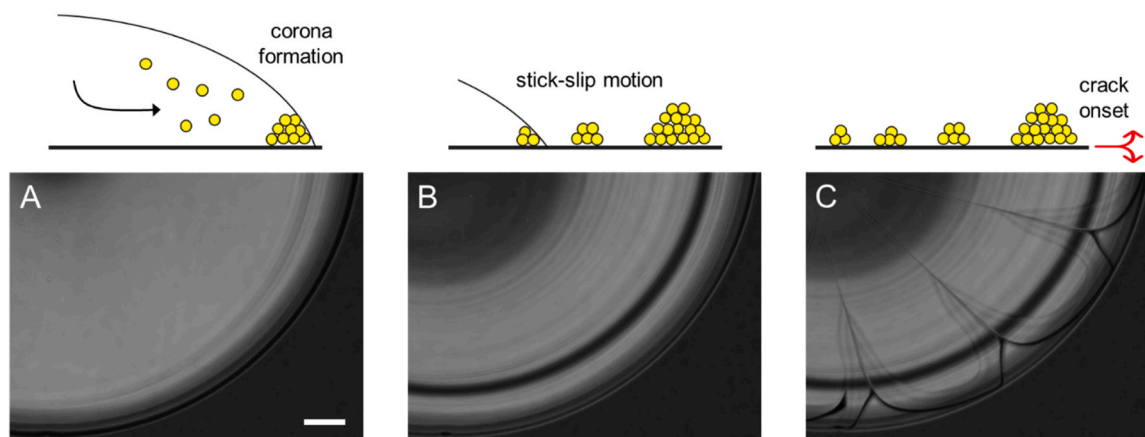 corona
formation
stick-slip motion
crack
onset
A
B
C